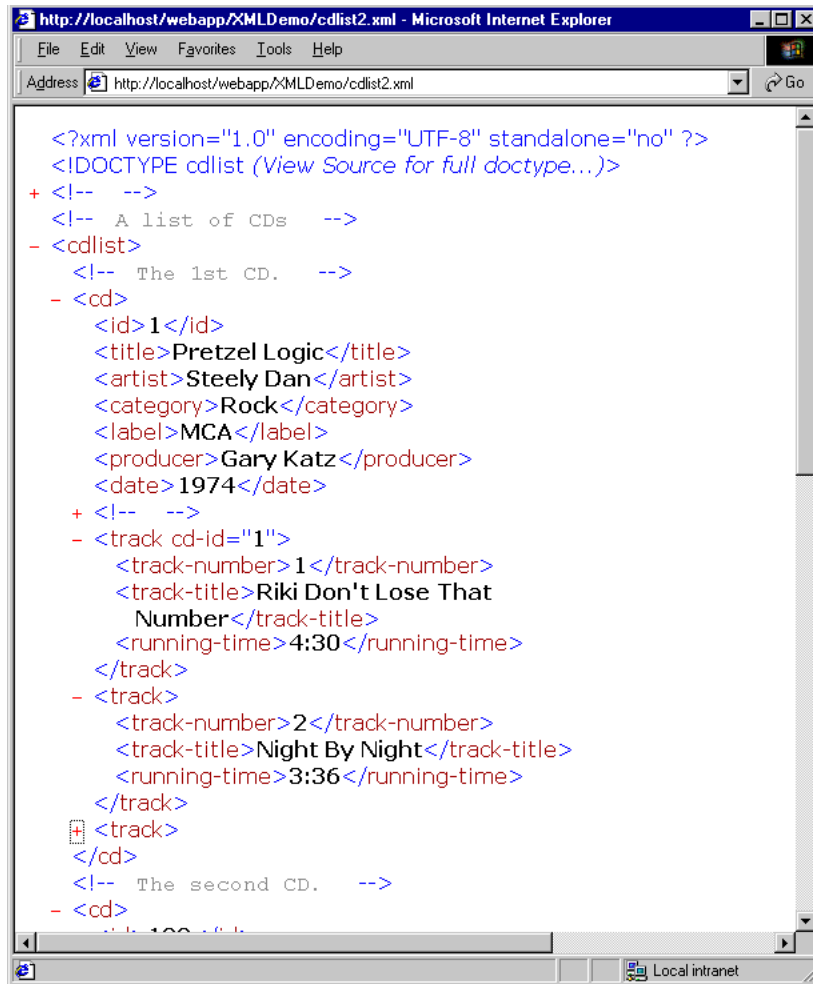 http://localhost/webapp/XMLDemo/cdlist2.xml - Microsoft Internet Explorer
File Edit View Favorites Tools Help
Address http://localhost/webapp/XMLDemo/cdlist2.xml Go
<?xml version="1.0" encoding="UTF-8" standalone="no" ?>
<!DOCTYPE cdlist (View Source for full doctype...)>
+ <!-- -->
<!-- A list of CDs -->
- <cdlist>
<!-- The 1st CD. -->
- <cd>
<id>1</id>
<title>Pretzel Logic</title>
<artist>Steely Dan</artist>
<category>Rock</category>
<label>MCA</label>
<producer>Gary Katz</producer>
<date>1974</date>
+ <!-- -->
- <track cd-id="1">
<track-number>1</track-number>
<track-title>Riki Don't Lose That
Number</track-title>
<running-time>4:30</running-time>
</track>
- <track>
<track-number>2</track-number>
<track-title>Night By Night</track-title>
<running-time>3:36</running-time>
</track>
+ <track>
</cd>
<!-- The second CD. -->
- <cd>
Local intranet